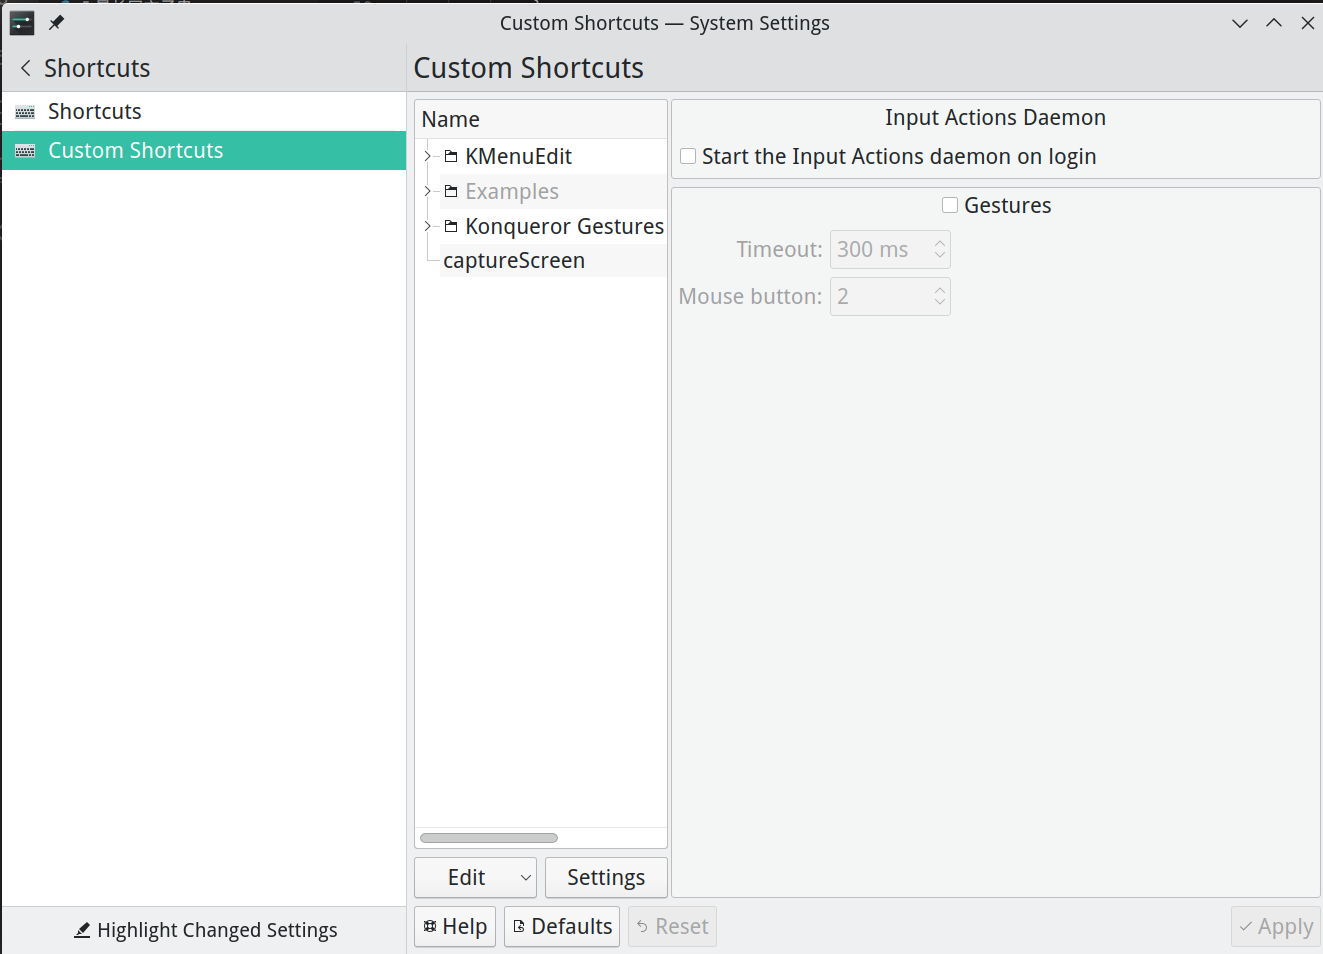 Custom Shortcuts — System Settings
Shortcuts
Custom Shortcuts
Shortcuts
Custom Shortcuts
Name
KMenuEdit
Examples
Konqueror Gestures
captureScreen
Input Actions Daemon
Start the Input Actions daemon on login
Gestures
Timeout: 300 ms
Mouse button: 2
Edit
Settings
Highlight Changed Settings
Help
Defaults
Reset
Apply